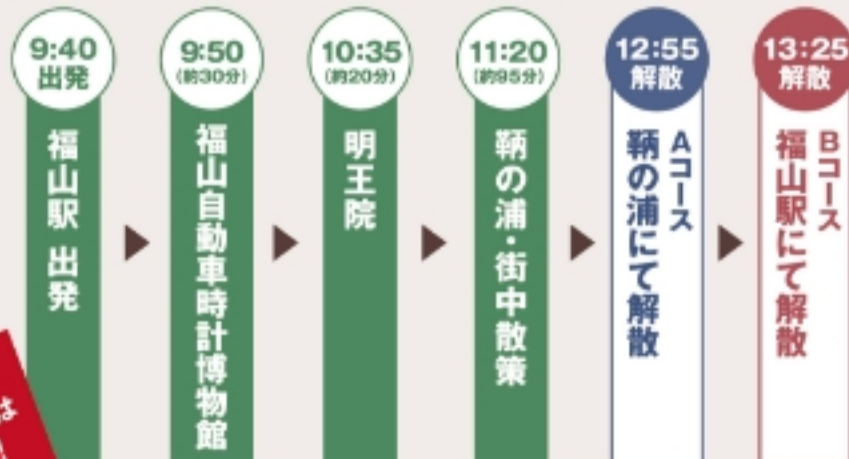 9:40
出発
福山駅 出発
9:50
(約30分)
福山自動車時計博物館
10:35
(約20分)
明王院
11:20
(約95分)
鞆の浦・街中散策
12:55
解散
Aコース
鞆の浦にて解散
13:25
解散
Bコース
福山駅にて解散
は